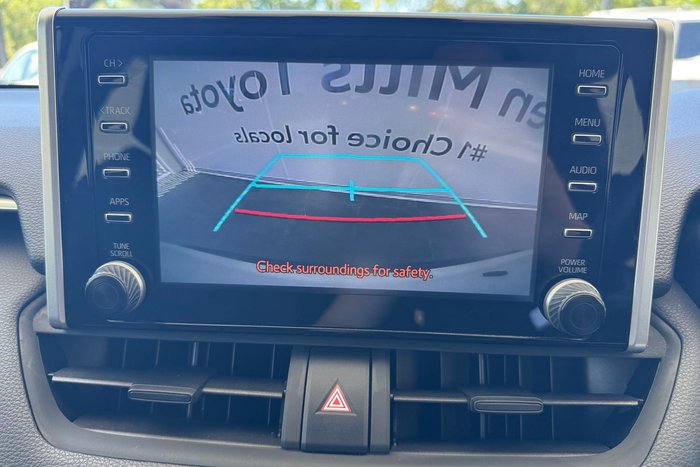 CH >
< TRACK
PHONE
APPS
TUNE
SCROLL
en Mills Toyota
#1 Choice for locals
Check surroundings for safety.
HOME
MENU
AUDIO
MAP
POWER
VOLUME